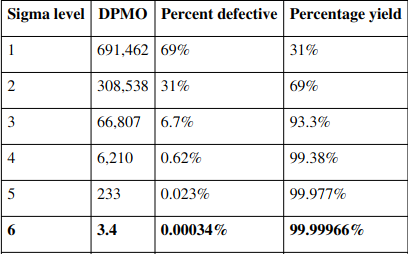 Sigma level DPMO Percent defective Percentage yield
1 691,462 69% 31%
2 308,538 31% 69%
3 66,807 6.7% 93.3%
4 6,210 0.62% 99.38%
5 233 0.023% 99.977%
6 3.4 0.00034% 99.99966%